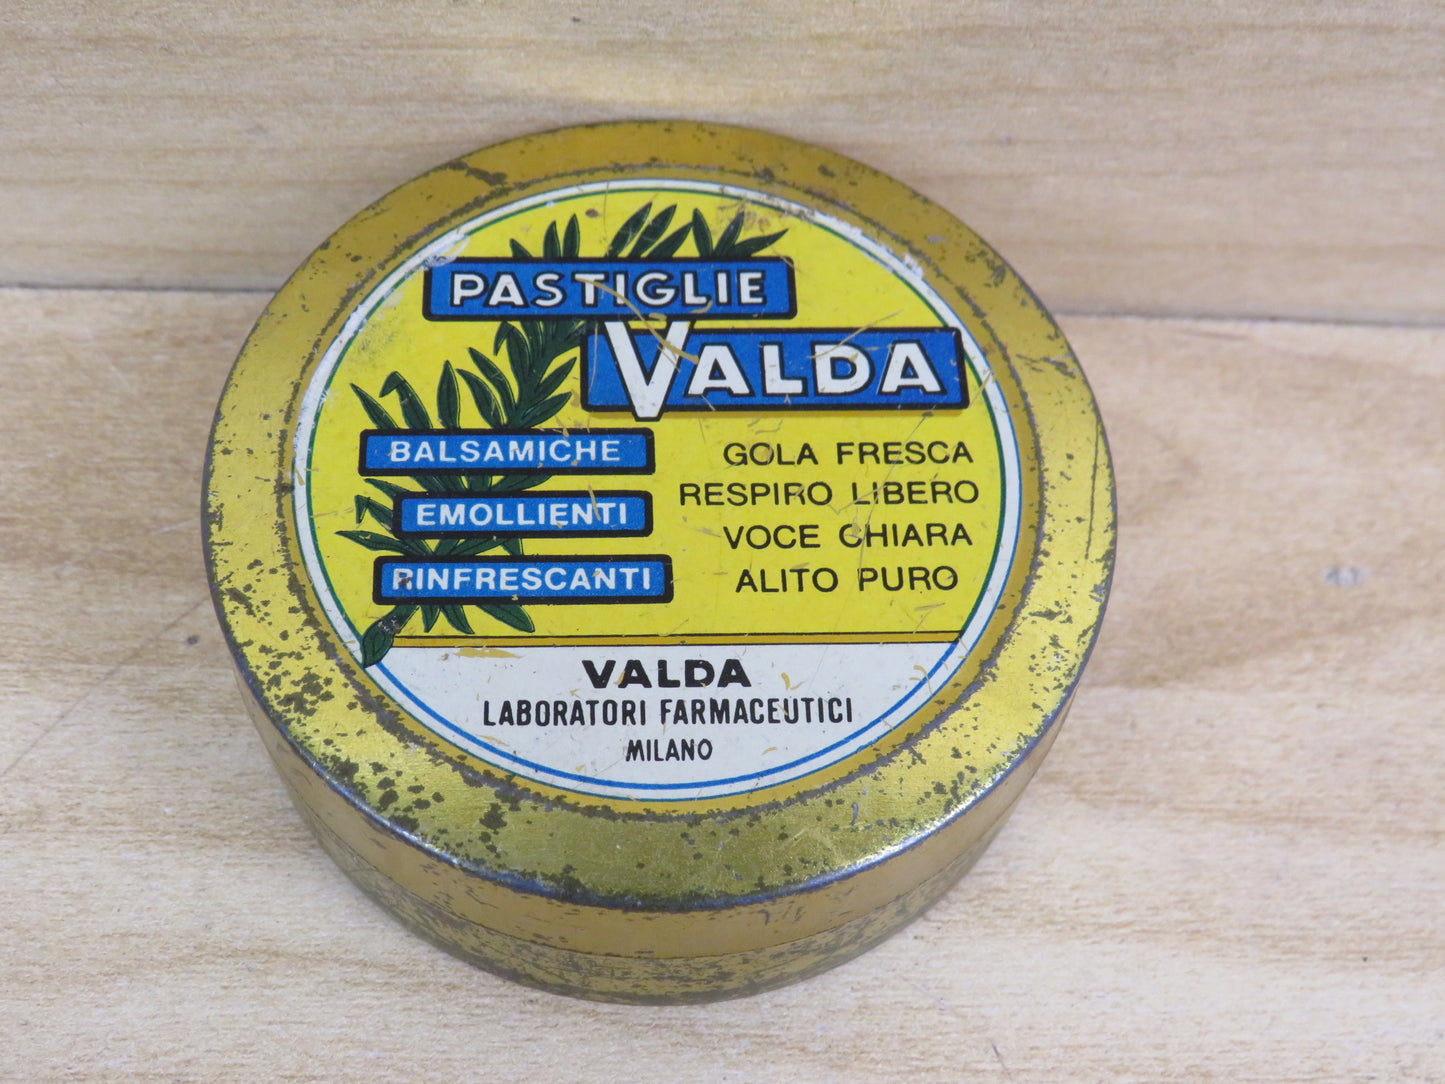 PASTIGLIE
VALDA
BALSAMICHE
EMOLLIENTI
RINFRESCANTI
GOLA FRESCA
RESPIRO LIBERO
VOCE CHIARA
ALITO PURO
VALDA
LABORATORI FARMACEUTICI
MILANO